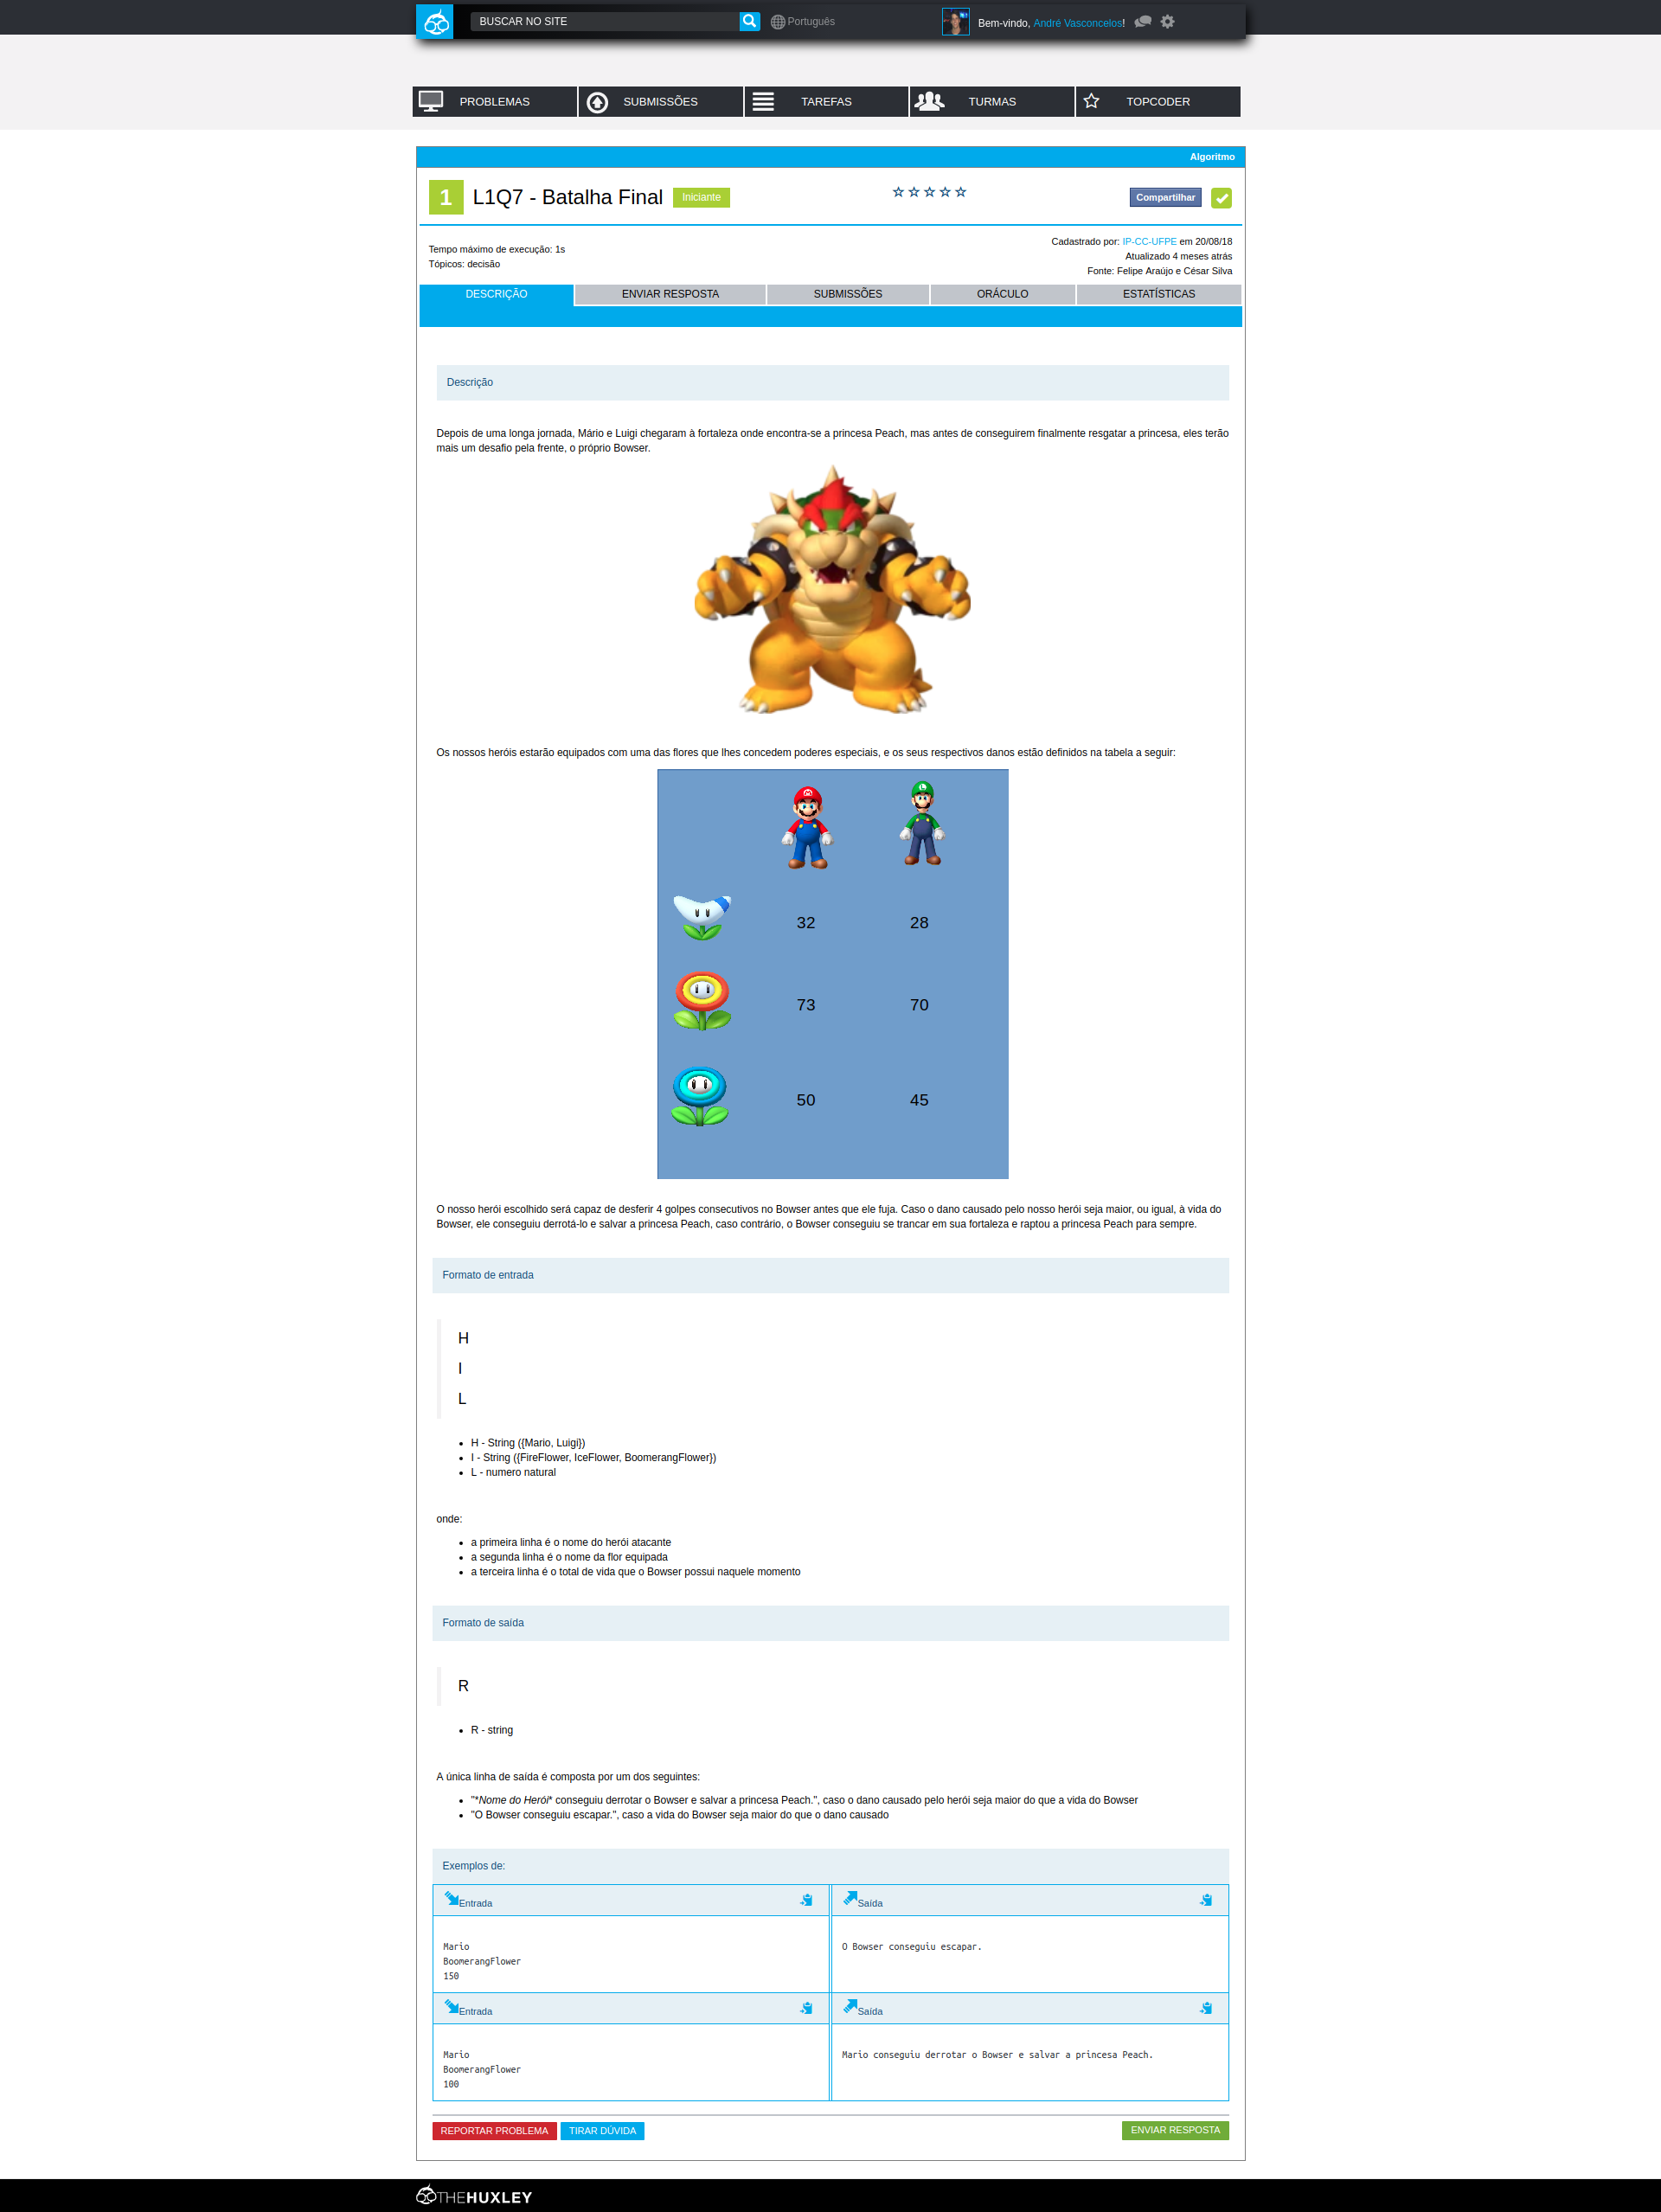 BUSCAR NO SITE
Português
Bem-vindo, André Vasconcelos!
PROBLEMAS
SUBMISSÕES
TAREFAS
TURMAS
TOPCODER
Algoritmo
1
L1Q7 - Batalha Final
Iniciante
Compartilhar
Tempo máximo de execução: 1s
Tópicos: decisão
Cadastrado por: IP-CC-UFPE em 20/08/18
Atualizado 4 meses atrás
Fonte: Felipe Araújo e César Silva
DESCRIÇÃO
ENVIAR RESPOSTA
SUBMISSÕES
ORÁCULO
ESTATÍSTICAS
Descrição
Depois de uma longa jornada, Mário e Luigi chegaram à fortaleza onde encontra-se a princesa Peach, mas antes de conseguirem finalmente resgatar a princesa, eles terão
mais um desafio pela frente, o próprio Bowser.
Os nossos heróis estarão equipados com uma das flores que lhes concedem poderes especiais, e os seus respectivos danos estão definidos na tabela a seguir:
32 28
73 70
50 45
O nosso herói escolhido será capaz de desferir 4 golpes consecutivos no Bowser antes que ele fuja. Caso o dano causado pelo nosso herói seja maior, ou igual, à vida do
Bowser, ele conseguiu derrotá-lo e salvar a princesa Peach, caso contrário, o Bowser conseguiu se trancar em sua fortaleza e raptou a princesa Peach para sempre.
Formato de entrada
H
I
L
• H - String ({Mario, Luigi})
• I - String ({FireFlower, IceFlower, BoomerangFlower})
• L - numero natural
onde:
• a primeira linha é o nome do herói atacante
• a segunda linha é o nome da flor equipada
• a terceira linha é o total de vida que o Bowser possui naquele momento
Formato de saída
R
• R - string
A única linha de saída é composta por um dos seguintes:
• "*Nome do Herói* conseguiu derrotar o Bowser e salvar a princesa Peach.", caso o dano causado pelo herói seja maior do que a vida do Bowser
• "O Bowser conseguiu escapar.", caso a vida do Bowser seja maior do que o dano causado
Exemplos de:
Entrada
Saída
Mario
BoomerangFlower
150
O Bowser conseguiu escapar.
Entrada
Saída
Mario
BoomerangFlower
100
Mario conseguiu derrotar o Bowser e salvar a princesa Peach.
REPORTAR PROBLEMA
TIRAR DÚVIDA
ENVIAR RESPOSTA
THEHUXLEY